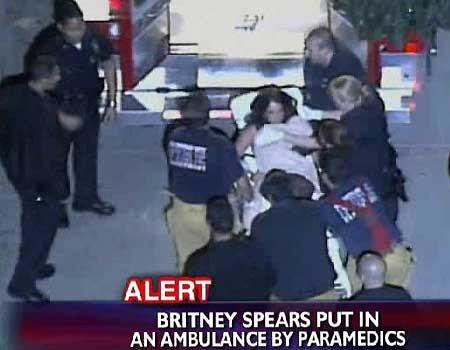 ALERT
BRITNEY SPEARS PUT IN
AN AMBULANCE BY PARAMEDICS